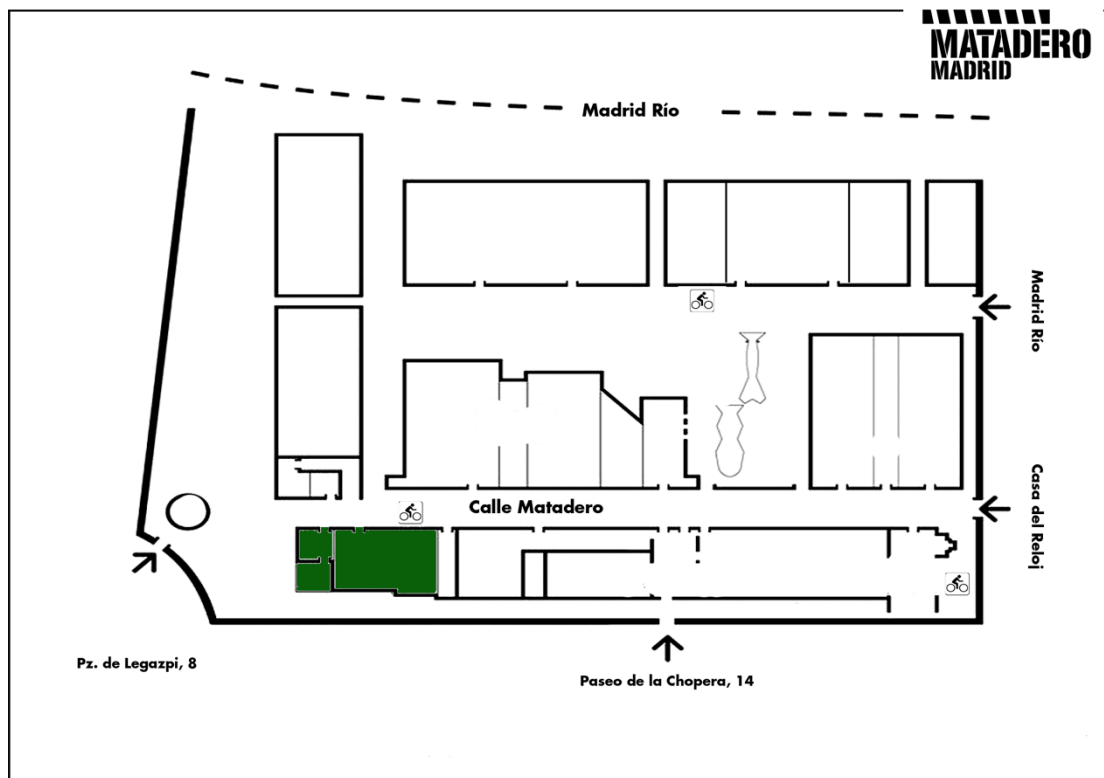 MATADERO
MADRID
Madrid Río
Madrid Río
Calle Matadero
Casa del Reloj
Pz. de Legazpi, 8
Paseo de la Chopera, 14